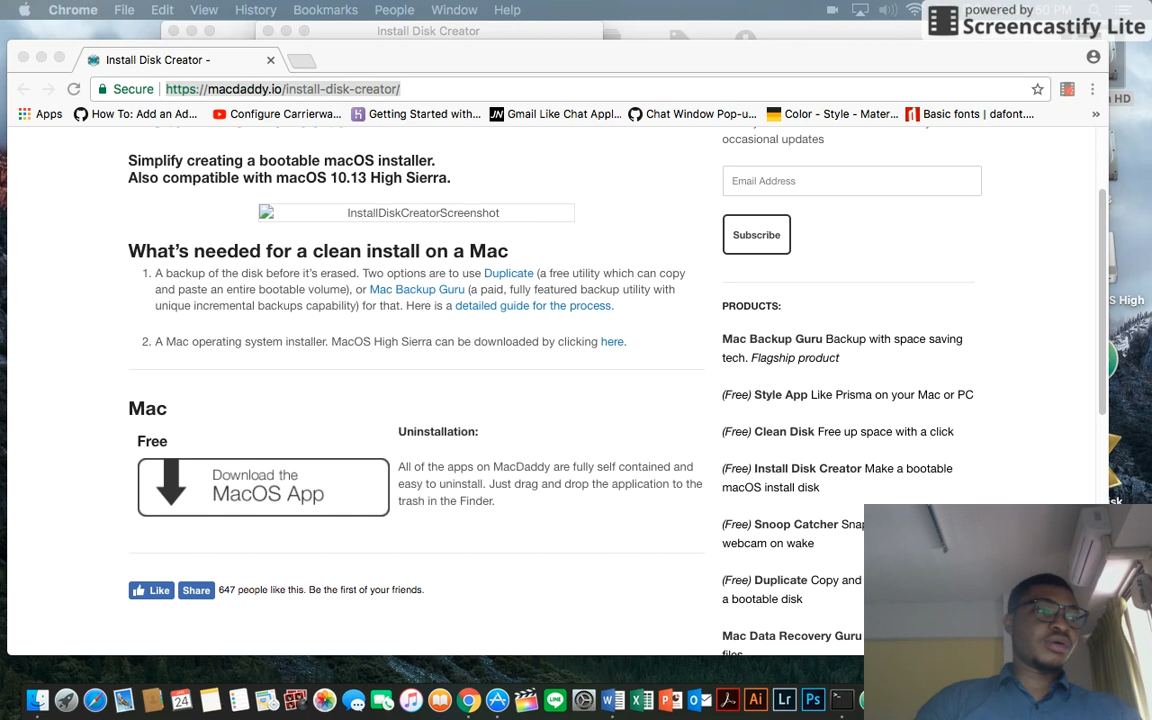 Chrome File Edit View History Bookmarks People Window Help
powered by
Screencastify Lite
Install Disk Creator
Install Disk Creator -
Secure https://macdaddy.io/install-disk-creator/
Apps How To: Add an Ad... Configure Carrierwa... Getting Started with... JN Gmail Like Chat Appl... Chat Window Pop-u... Color - Style - Mater... Basic fonts | dafont.... »
HD
occasional updates
Simplify creating a bootable macOS installer.
Also compatible with macOS 10.13 High Sierra.
Email Address
InstallDiskCreatorScreenshot
Subscribe
What's needed for a clean install on a Mac
1. A backup of the disk before it's erased. Two options are to use Duplicate (a free utility which can copy
and paste an entire bootable volume), or Mac Backup Guru (a paid, fully featured backup utility with
unique incremental backups capability) for that. Here is a detailed guide for the process.
2. A Mac operating system installer. MacOS High Sierra can be downloaded by clicking here.
S High
PRODUCTS:
Mac Backup Guru Backup with space saving
tech. Flagship product
(Free) Style App Like Prisma on your Mac or PC
(Free) Clean Disk Free up space with a click
(Free) Install Disk Creator Make a bootable
macOS install disk
(Free) Snoop Catcher Snap
webcam on wake
(Free) Duplicate Copy and
a bootable disk
Mac Data Recovery Guru
Mac
Free
Download the
MacOS App
Uninstallation:
All of the apps on MacDaddy are fully self contained and
easy to uninstall. Just drag and drop the application to the
trash in the Finder.
Like Share 647 people like this. Be the first of your friends.
24
LINE
W X P O Ai Lr Ps